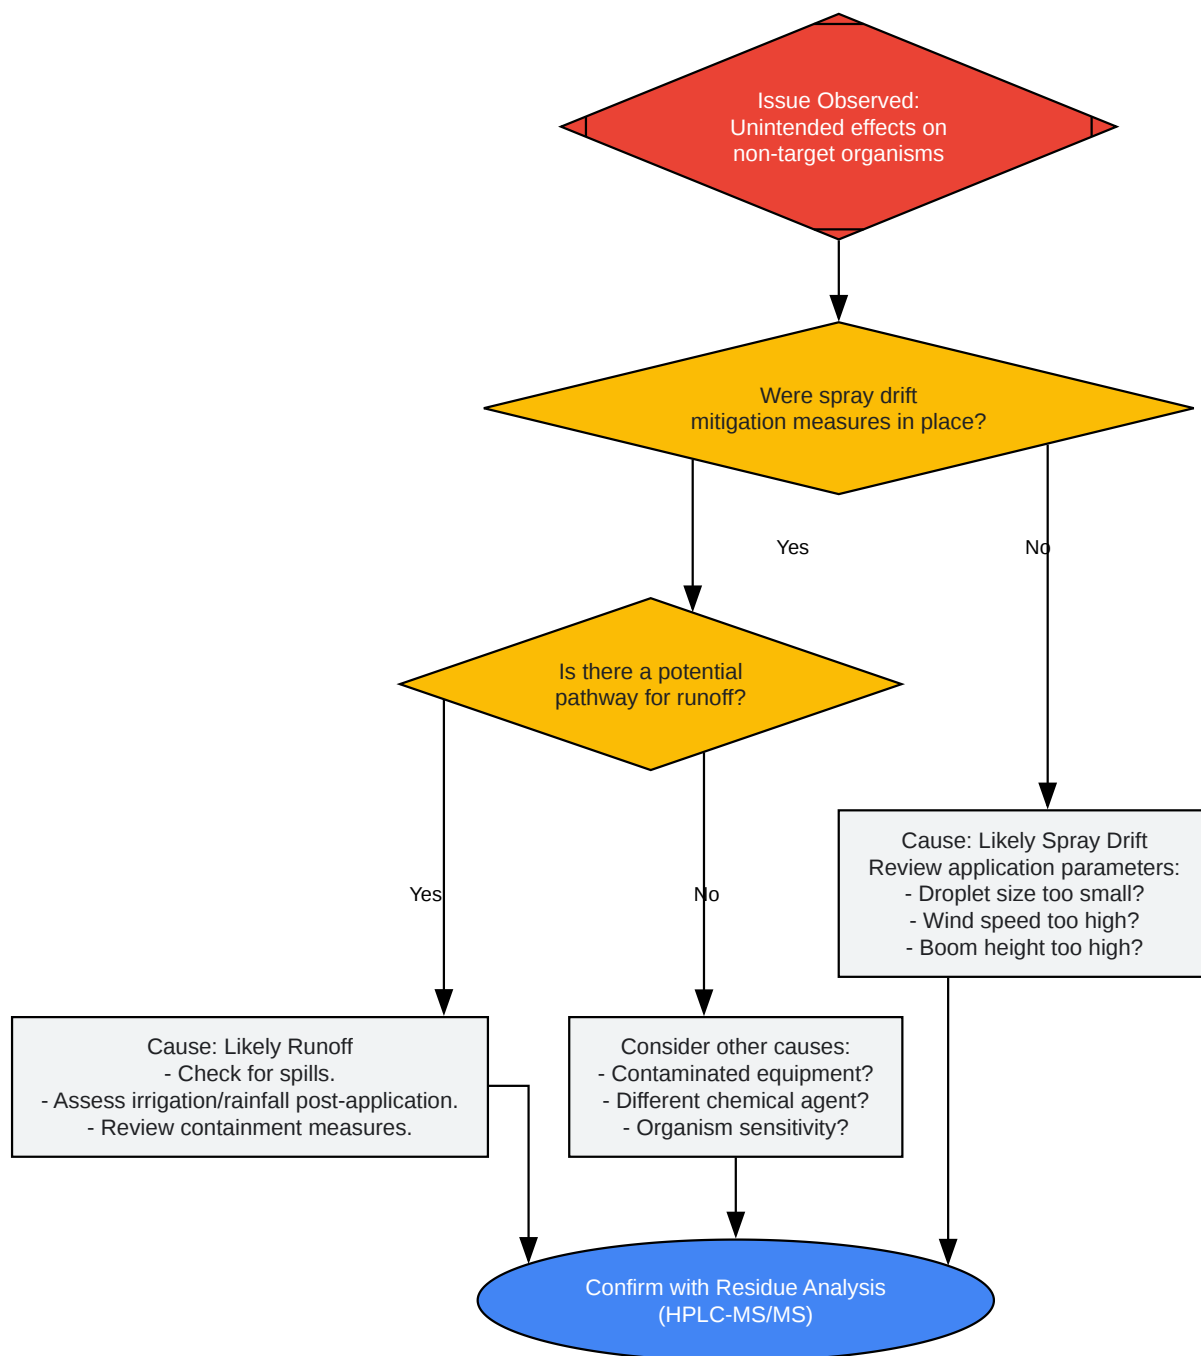 Issue Observed:
Unintended effects on
non-target organisms
Were spray drift
mitigation measures in place?
Yes
No
Is there a potential
pathway for runoff?
Cause: Likely Spray Drift
Review application parameters:
- Droplet size too small?
- Wind speed too high?
- Boom height too high?
Yes
No
Cause: Likely Runoff
- Check for spills.
- Assess irrigation/rainfall post-application.
- Review containment measures.
Consider other causes:
- Contaminated equipment?
- Different chemical agent?
- Organism sensitivity?
Confirm with Residue Analysis
(HPLC-MS/MS)